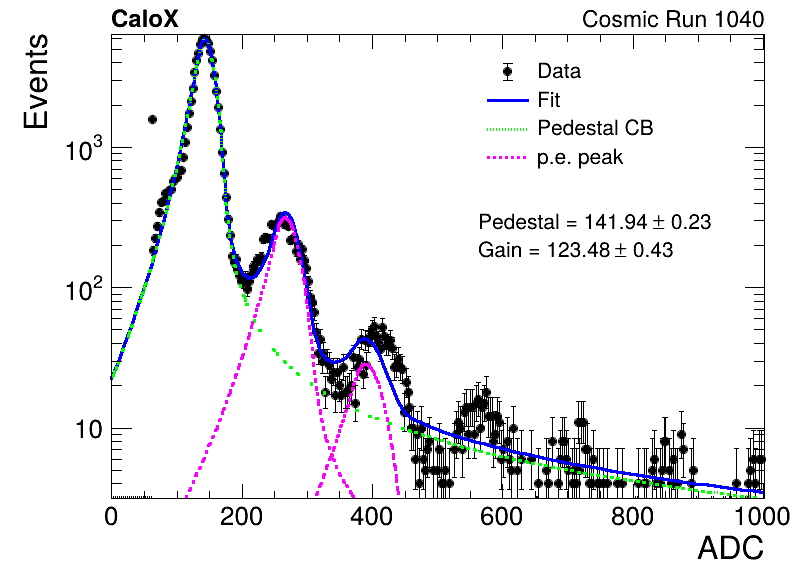 CaloX Cosmic Run 1040
Events
Data
Fit
Pedestal CB
p.e. peak
Pedestal = 141.94 ± 0.23
Gain = 123.48 ± 0.43
10³
10²
10
0 200 400 600 800 1000
ADC